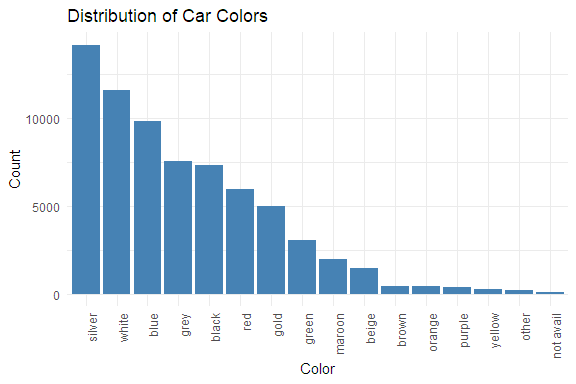 Distribution of Car Colors
Count
10000
5000
0
silver
white
blue
grey
black
red
gold
green
maroon
beige
brown
orange
purple
yellow
other
not avail
Color